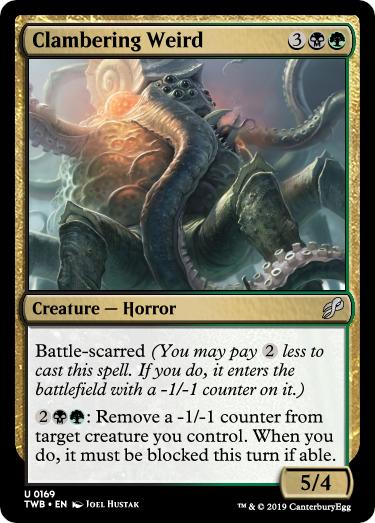 Clambering Weird 3
Creature — Horror
Battle-scarred (You may pay 2 less to
cast this spell. If you do, it enters the
battlefield with a -1/-1 counter on it.)
2: Remove a -1/-1 counter from
target creature you control. When you
do, it must be blocked this turn if able.
5/4
U 0169
TWB • EN Joel Hustak
™ & © 2019 CanterburyEgg